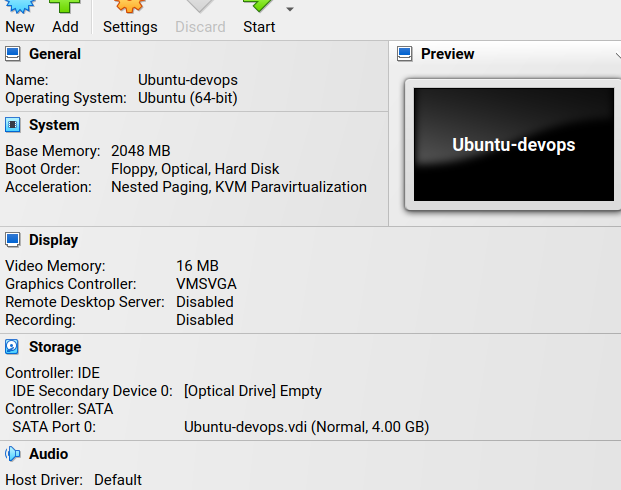 New Add Settings Discard Start
General
Name: Ubuntu-devops
Operating System: Ubuntu (64-bit)
System
Base Memory: 2048 MB
Boot Order: Floppy, Optical, Hard Disk
Acceleration: Nested Paging, KVM Paravirtualization
Preview
Ubuntu-devops
Display
Video Memory: 16 MB
Graphics Controller: VMSVGA
Remote Desktop Server: Disabled
Recording: Disabled
Storage
Controller: IDE
IDE Secondary Device 0: [Optical Drive] Empty
Controller: SATA
SATA Port 0: Ubuntu-devops.vdi (Normal, 4.00 GB)
Audio
Host Driver: Default